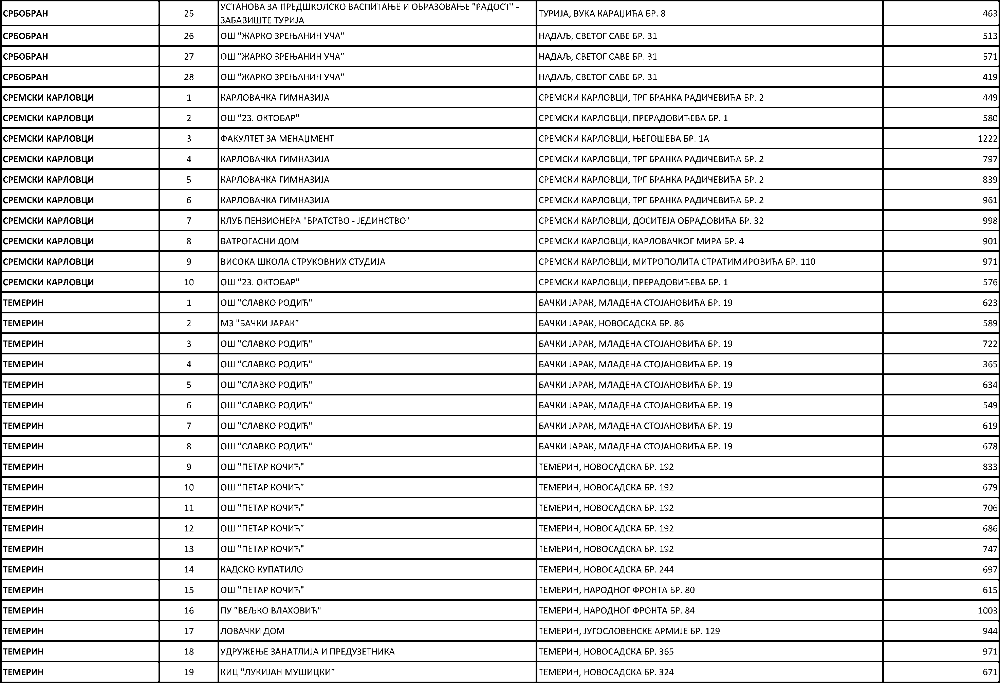 СРБОБРАН 25 УСТАНОВА ЗА ПРЕДШКОЛСКО ВАСПИТАЊЕ И ОБРАЗОВАЊЕ "РАДОСТ" - ЗАБАВИШТЕ ТУРИЈА ТУРИЈА, ВУКА КАРАЏИЋА БР. 8 463
СРБОБРАН 26 ОШ "ЖАРКО ЗРЕЊАНИН УЧА" НАДАЉ, СВЕТОГ САВЕ БР. 31 513
СРБОБРАН 27 ОШ "ЖАРКО ЗРЕЊАНИН УЧА" НАДАЉ, СВЕТОГ САВЕ БР. 31 571
СРБОБРАН 28 ОШ "ЖАРКО ЗРЕЊАНИН УЧА" НАДАЉ, СВЕТОГ САВЕ БР. 31 419
СРЕМСКИ КАРЛОВЦИ 1 КАРЛОВАЧКА ГИМНАЗИЈА СРЕМСКИ КАРЛОВЦИ, ТРГ БРАНКА РАДИЧЕВИЋА БР. 2 449
СРЕМСКИ КАРЛОВЦИ 2 ОШ "23. ОКТОБАР" СРЕМСКИ КАРЛОВЦИ, ПРЕРАДОВИЋЕВА БР. 1 580
СРЕМСКИ КАРЛОВЦИ 3 ФАКУЛТЕТ ЗА МЕНАЏМЕНТ СРЕМСКИ КАРЛОВЦИ, ЊЕГОШЕВА БР. 1А 1222
СРЕМСКИ КАРЛОВЦИ 4 КАРЛОВАЧКА ГИМНАЗИЈА СРЕМСКИ КАРЛОВЦИ, ТРГ БРАНКА РАДИЧЕВИЋА БР. 2 797
СРЕМСКИ КАРЛОВЦИ 5 КАРЛОВАЧКА ГИМНАЗИЈА СРЕМСКИ КАРЛОВЦИ, ТРГ БРАНКА РАДИЧЕВИЋА БР. 2 839
СРЕМСКИ КАРЛОВЦИ 6 КАРЛОВАЧКА ГИМНАЗИЈА СРЕМСКИ КАРЛОВЦИ, ТРГ БРАНКА РАДИЧЕВИЋА БР. 2 961
СРЕМСКИ КАРЛОВЦИ 7 КЛУБ ПЕНЗИОНЕРА "БРАТСТВО - ЈЕДИНСТВО" СРЕМСКИ КАРЛОВЦИ, ДОСИТЕЈА ОБРАДОВИЋА БР. 32 998
СРЕМСКИ КАРЛОВЦИ 8 ВАТРОГАСНИ ДОМ СРЕМСКИ КАРЛОВЦИ, КАРЛОВАЧКОГ МИРА БР. 4 901
СРЕМСКИ КАРЛОВЦИ 9 ВИСОКА ШКОЛА СТРУКОВНИХ СТУДИЈА СРЕМСКИ КАРЛОВЦИ, МИТРОПОЛИТА СТРАТИМИРОВИЋА БР. 110 971
СРЕМСКИ КАРЛОВЦИ 10 ОШ "23. ОКТОБАР" СРЕМСКИ КАРЛОВЦИ, ПРЕРАДОВИЋЕВА БР. 1 576
ТЕМЕРИН 1 ОШ "СЛАВКО РОДИЋ" БАЧКИ ЈАРАК, МЛАДЕНА СТОЈАНОВИЋА БР. 19 623
ТЕМЕРИН 2 МЗ "БАЧКИ ЈАРАК" БАЧКИ ЈАРАК, НОВОСАДСКА БР. 86 589
ТЕМЕРИН 3 ОШ "СЛАВКО РОДИЋ" БАЧКИ ЈАРАК, МЛАДЕНА СТОЈАНОВИЋА БР. 19 722
ТЕМЕРИН 4 ОШ "СЛАВКО РОДИЋ" БАЧКИ ЈАРАК, МЛАДЕНА СТОЈАНОВИЋА БР. 19 365
ТЕМЕРИН 5 ОШ "СЛАВКО РОДИЋ" БАЧКИ ЈАРАК, МЛАДЕНА СТОЈАНОВИЋА БР. 19 634
ТЕМЕРИН 6 ОШ "СЛАВКО РОДИЋ" БАЧКИ ЈАРАК, МЛАДЕНА СТОЈАНОВИЋА БР. 19 549
ТЕМЕРИН 7 ОШ "СЛАВКО РОДИЋ" БАЧКИ ЈАРАК, МЛАДЕНА СТОЈАНОВИЋА БР. 19 619
ТЕМЕРИН 8 ОШ "СЛАВКО РОДИЋ" БАЧКИ ЈАРАК, МЛАДЕНА СТОЈАНОВИЋА БР. 19 678
ТЕМЕРИН 9 ОШ "ПЕТАР КОЧИЋ" ТЕМЕРИН, НОВОСАДСКА БР. 192 833
ТЕМЕРИН 10 ОШ "ПЕТАР КОЧИЋ" ТЕМЕРИН, НОВОСАДСКА БР. 192 679
ТЕМЕРИН 11 ОШ "ПЕТАР КОЧИЋ" ТЕМЕРИН, НОВОСАДСКА БР. 192 706
ТЕМЕРИН 12 ОШ "ПЕТАР КОЧИЋ" ТЕМЕРИН, НОВОСАДСКА БР. 192 686
ТЕМЕРИН 13 ОШ "ПЕТАР КОЧИЋ" ТЕМЕРИН, НОВОСАДСКА БР. 192 747
ТЕМЕРИН 14 КАДСКО КУПАТИЛО ТЕМЕРИН, НОВОСАДСКА БР. 244 697
ТЕМЕРИН 15 ОШ "ПЕТАР КОЧИЋ" ТЕМЕРИН, НАРОДНОГ ФРОНТА БР. 80 615
ТЕМЕРИН 16 ПУ "ВЕЉКО ВЛАХОВИЋ" ТЕМЕРИН, НАРОДНОГ ФРОНТА БР. 84 1003
ТЕМЕРИН 17 ЛОВАЧКИ ДОМ ТЕМЕРИН, ЈУГОСЛОВЕНСКЕ АРМИЈЕ БР. 129 944
ТЕМЕРИН 18 УДРУЖЕЊЕ ЗАНАТЛИЈА И ПРЕДУЗЕТНИКА ТЕМЕРИН, НОВОСАДСКА БР. 365 971
ТЕМЕРИН 19 КИЦ "ЛУКИЈАН МУШИЦКИ" ТЕМЕРИН, НОВОСАДСКА БР. 324 671